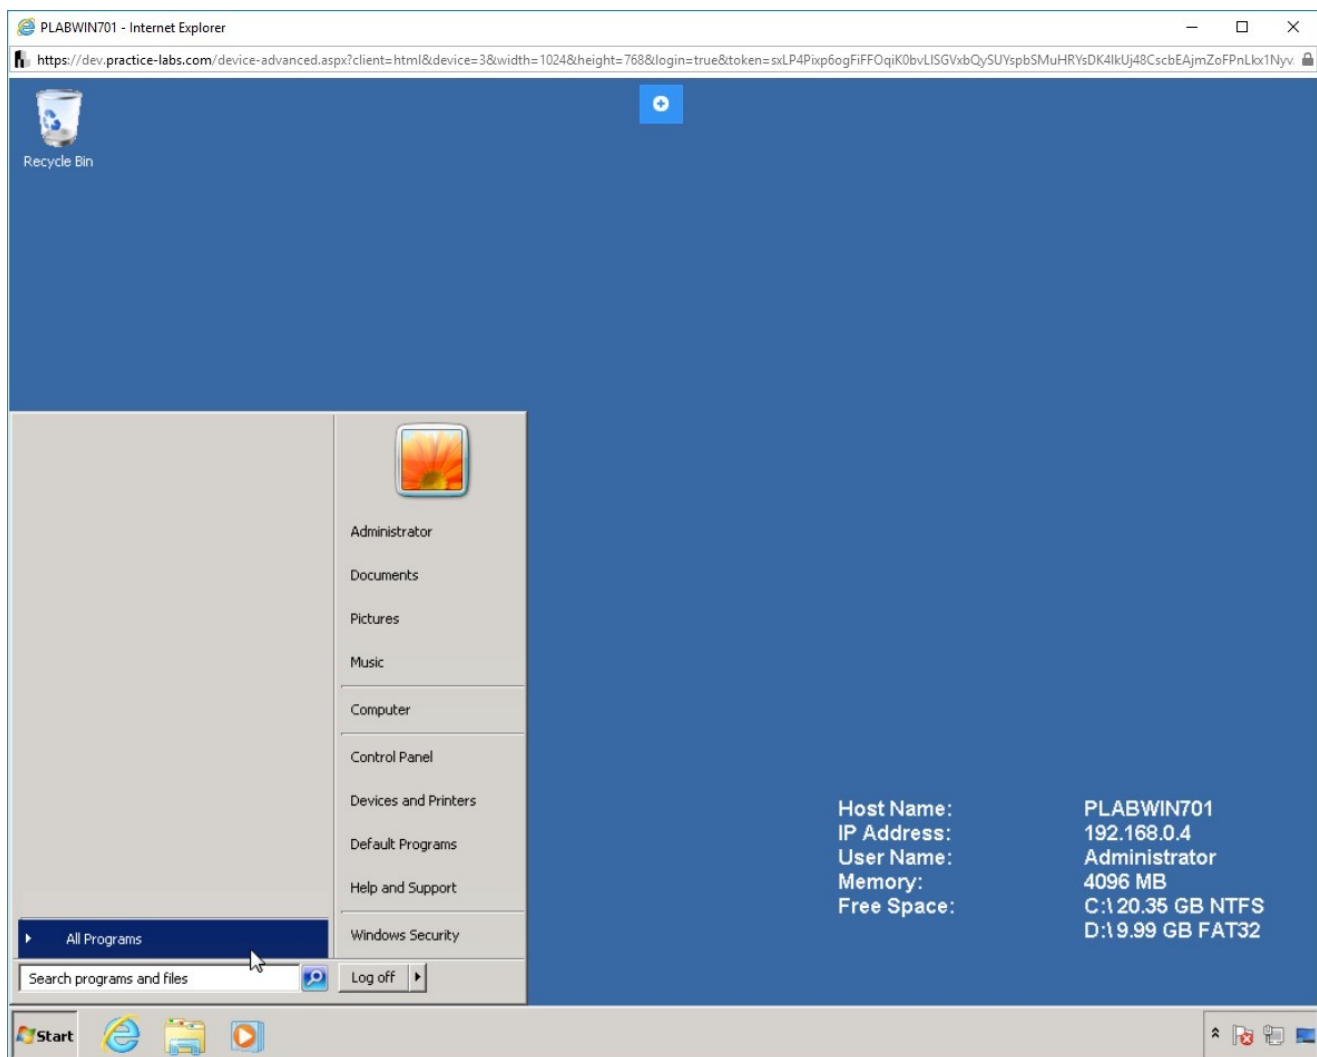 PLABWIN701 - Internet Explorer
https://dev.practice-labs.com/device-advanced.aspx?client=html&device=3&width=1024&height=768&login=true&token=sxLP4Pixp6ogFiFFOqiK0bvLISGVxbQySUYspbSMuHRYsDK4lkUj48CscbEAjmZoFPnLkx1Nyv
Recycle Bin
Administrator
Documents
Pictures
Music
Computer
Control Panel
Devices and Printers
Default Programs
Help and Support
Windows Security
All Programs
Search programs and files
Log off
Host Name: PLABWIN701
IP Address: 192.168.0.4
User Name: Administrator
Memory: 4096 MB
Free Space: C:\ 20.35 GB NTFS
D:\ 9.99 GB FAT32
Start